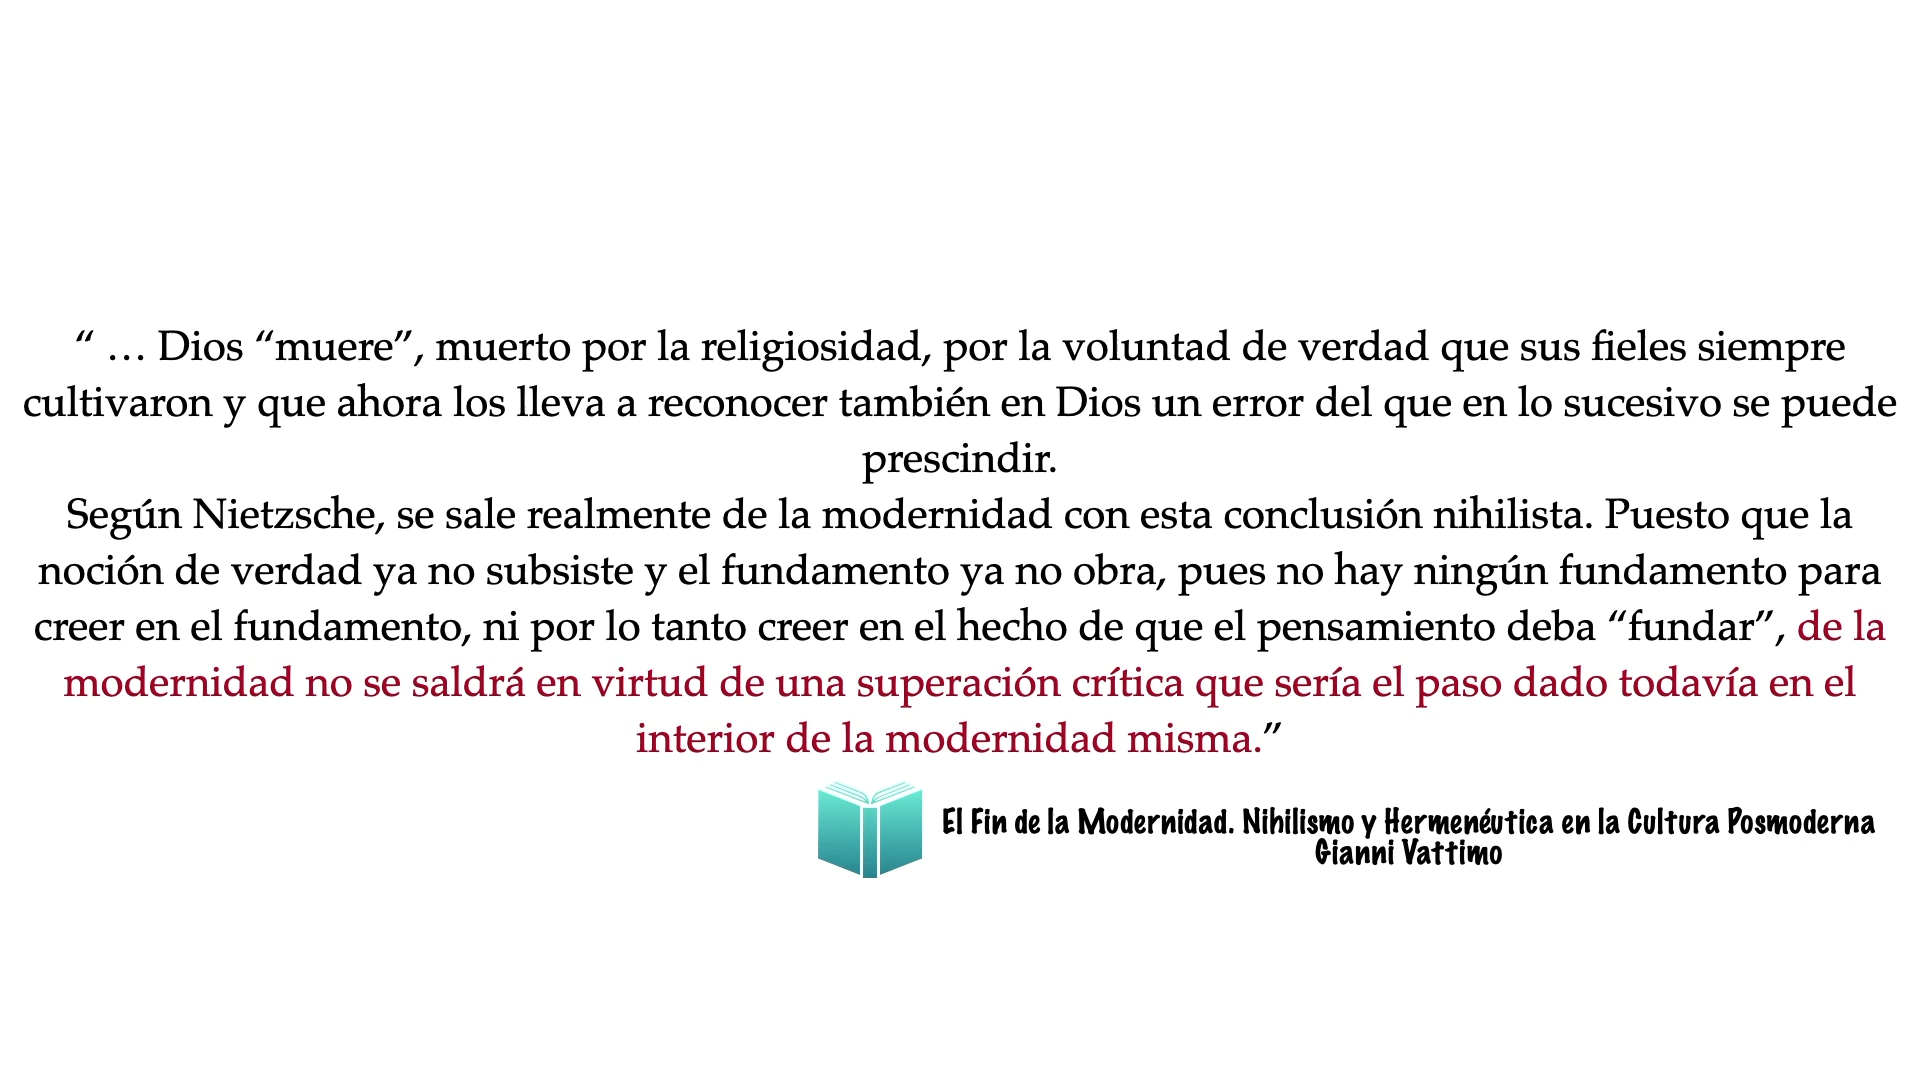 “ … Dios “muere”, muerto por la religiosidad, por la voluntad de verdad que sus fieles siempre
cultivaron y que ahora los lleva a reconocer también en Dios un error del que en lo sucesivo se puede
prescindir.
Según Nietzsche, se sale realmente de la modernidad con esta conclusión nihilista. Puesto que la
noción de verdad ya no subsiste y el fundamento ya no obra, pues no hay ningún fundamento para
creer en el fundamento, ni por lo tanto creer en el hecho de que el pensamiento deba “fundar”, de la
modernidad no se saldrá en virtud de una superación crítica que sería el paso dado todavía en el
interior de la modernidad misma.”
El Fin de la Modernidad. Nihilismo y Hermenéutica en la Cultura Posmoderna
Gianni Vattimo